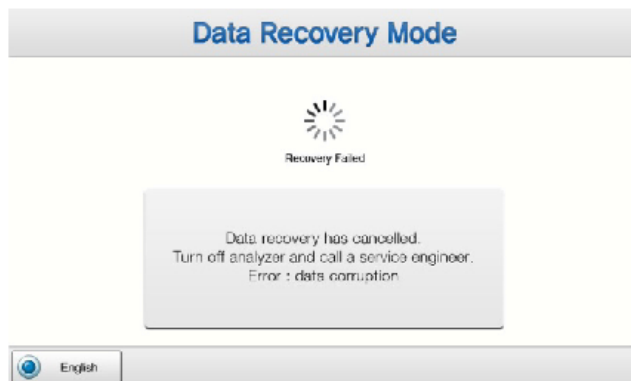 Data Recovery Mode
Recovery Failed
Data recovery has cancelled.
Turn off analyzer and call a service engineer.
Error : data corruption
English